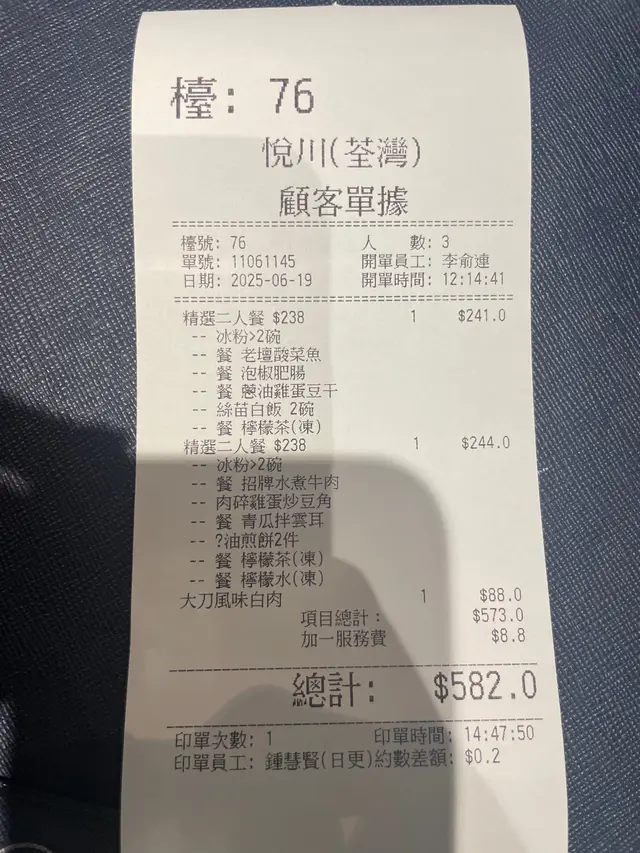 檯: 76
悅川(荃灣)
顧客單據
檯號: 76 人 數: 3
單號: 11061145 開單員工: 李俞連
日期: 2025-06-19 開單時間: 12:14:41
精選二人餐 $238 1 $241.0
-- 冰粉>2碗
-- 餐 老壇酸菜魚
-- 餐 泡椒肥腸
-- 餐 蔥油雞蛋豆干
-- 絲苗白飯 2碗
-- 餐 檸檬茶(凍)
精選二人餐 $238 1 $244.0
-- 冰粉>2碗
-- 餐 招牌水煮牛肉
-- 肉碎雞蛋炒豆角
-- 餐 青瓜拌雲耳
-- ?油煎餅2件
-- 餐 檸檬茶(凍)
-- 餐 檸檬水(凍)
大刀風味白肉 1 $88.0
項目總計: $573.0
加一服務費 $8.8
總計: $582.0
印單次數: 1 印單時間: 14:47:50
印單員工: 鍾慧賢(日更)約數差額: $0.2